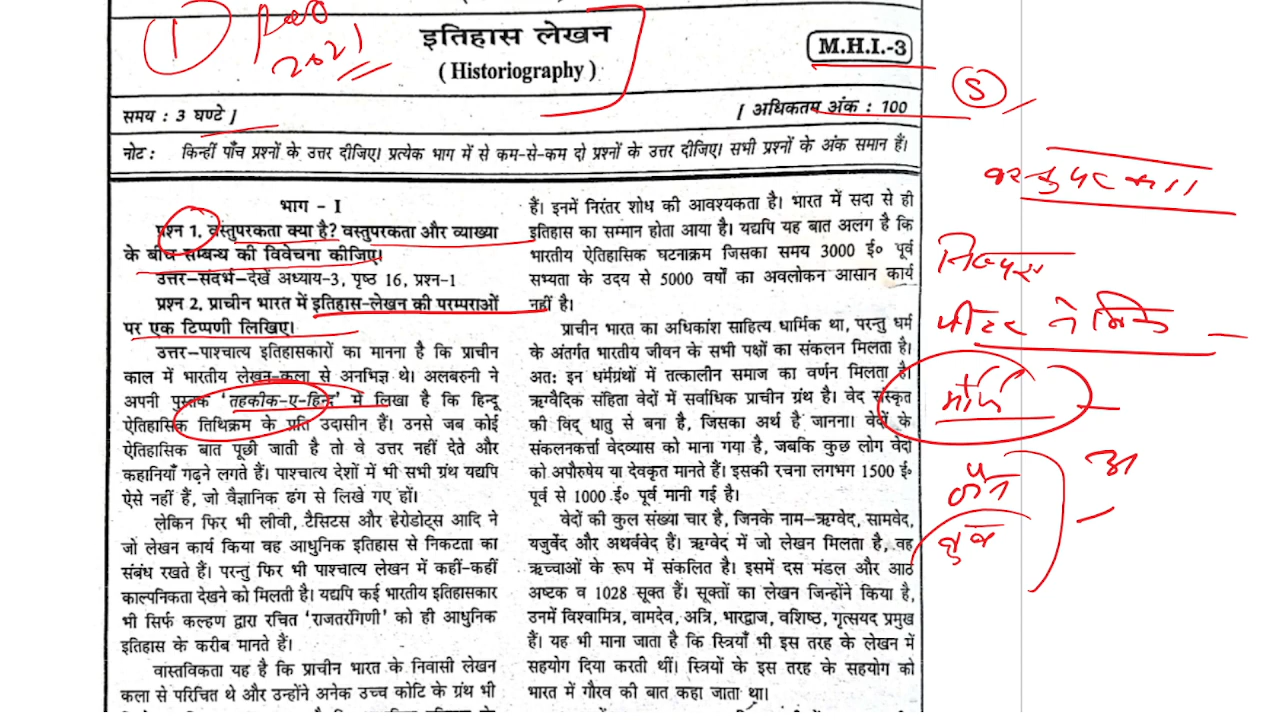 1
2021
इतिहास लेखन
( Historiography )
M.H.I.-3
5
समय : 3 घण्टे ]
[ अधिकतम अंक : 100
नोट : किन्हीं पाँच प्रश्नों के उत्तर दीजिए। प्रत्येक भाग में से कम-से-कम दो प्रश्नों के उत्तर दीजिए। सभी प्रश्नों के अंक समान हैं।
भाग - I
प्रश्न 1. वस्तुपरकता क्या है? वस्तुपरकता और व्याख्या
के बीच सम्बन्ध की विवेचना कीजिए।
उत्तर–संदर्भ–देखें अध्याय-3, पृष्ठ 16, प्रश्न-1
प्रश्न 2. प्राचीन भारत में इतिहास-लेखन की परम्पराओं
पर एक टिप्पणी लिखिए।
उत्तर–पाश्चात्य इतिहासकारों का मानना है कि प्राचीन
काल में भारतीय लेखन-कला से अनभिज्ञ थे। अलबरुनी ने
अपनी पुस्तक 'तहकीक-ए-हिन्द' में लिखा है कि हिन्दू
ऐतिहासिक तिथिक्रम के प्रति उदासीन हैं। उनसे जब कोई
ऐतिहासिक बात पूछी जाती है तो वे उत्तर नहीं देते और
कहानियाँ गढ़ने लगते हैं। पाश्चात्य देशों में भी सभी ग्रंथ यद्यपि
ऐसे नहीं हैं, जो वैज्ञानिक ढंग से लिखे गए हों।
लेकिन फिर भी लीवी, टैसिटस और हेरोडोट्स आदि ने
जो लेखन कार्य किया वह आधुनिक इतिहास से निकटता का
संबंध रखते हैं। परन्तु फिर भी पाश्चात्य लेखन में कहीं-कहीं
काल्पनिकता देखने को मिलती है। यद्यपि कई भारतीय इतिहासकार
भी सिर्फ कल्हण द्वारा रचित 'राजतरंगिणी' को ही आधुनिक
इतिहास के करीब मानते हैं।
वास्तविकता यह है कि प्राचीन भारत के निवासी लेखन
कला से परिचित थे और उन्होंने अनेक उच्च कोटि के ग्रंथ भी
हैं। इनमें निरंतर शोध की आवश्यकता है। भारत में सदा से ही
इतिहास का सम्मान होता आया है। यद्यपि यह बात अलग है कि
भारतीय ऐतिहासिक घटनाक्रम जिसका समय 3000 ई० पूर्व
सभ्यता के उदय से 5000 वर्षों का अवलोकन आसान कार्य
नहीं है।
प्राचीन भारत का अधिकांश साहित्य धार्मिक था, परन्तु धर्म
के अंतर्गत भारतीय जीवन के सभी पक्षों का संकलन मिलता है।
अत: इन धर्मग्रंथों में तत्कालीन समाज का वर्णन मिलता है।
ऋग्वैदिक संहिता वेदों में सर्वाधिक प्राचीन ग्रंथ है। वेद संस्कृत
की विद् धातु से बना है, जिसका अर्थ है जानना। वेदों के
संकलनकर्त्ता वेदव्यास को माना गया है, जबकि कुछ लोग वेदों
को अपौरुषेय या देवकृत मानते हैं। इसकी रचना लगभग 1500 ई०
पूर्व से 1000 ई० पूर्व मानी गई है।
वेदों की कुल संख्या चार है, जिनके नाम–ऋग्वेद, सामवेद,
यजुर्वेद और अथर्ववेद हैं। ऋग्वेद में जो लेखन मिलता है, वह
ऋच्चाओं के रूप में संकलित है। इसमें दस मंडल और आठ
अष्टक व 1028 सूक्त हैं। सूक्तों का लेखन जिन्होंने किया है,
उनमें विश्वामित्र, वामदेव, अत्रि, भारद्वाज, वशिष्ठ, गृत्सयद प्रमुख
हैं। यह भी माना जाता है कि स्त्रियाँ भी इस तरह के लेखन में
सहयोग दिया करती थीं। स्त्रियों के इस तरह के सहयोग को
भारत में गौरव की बात कहा जाता था।